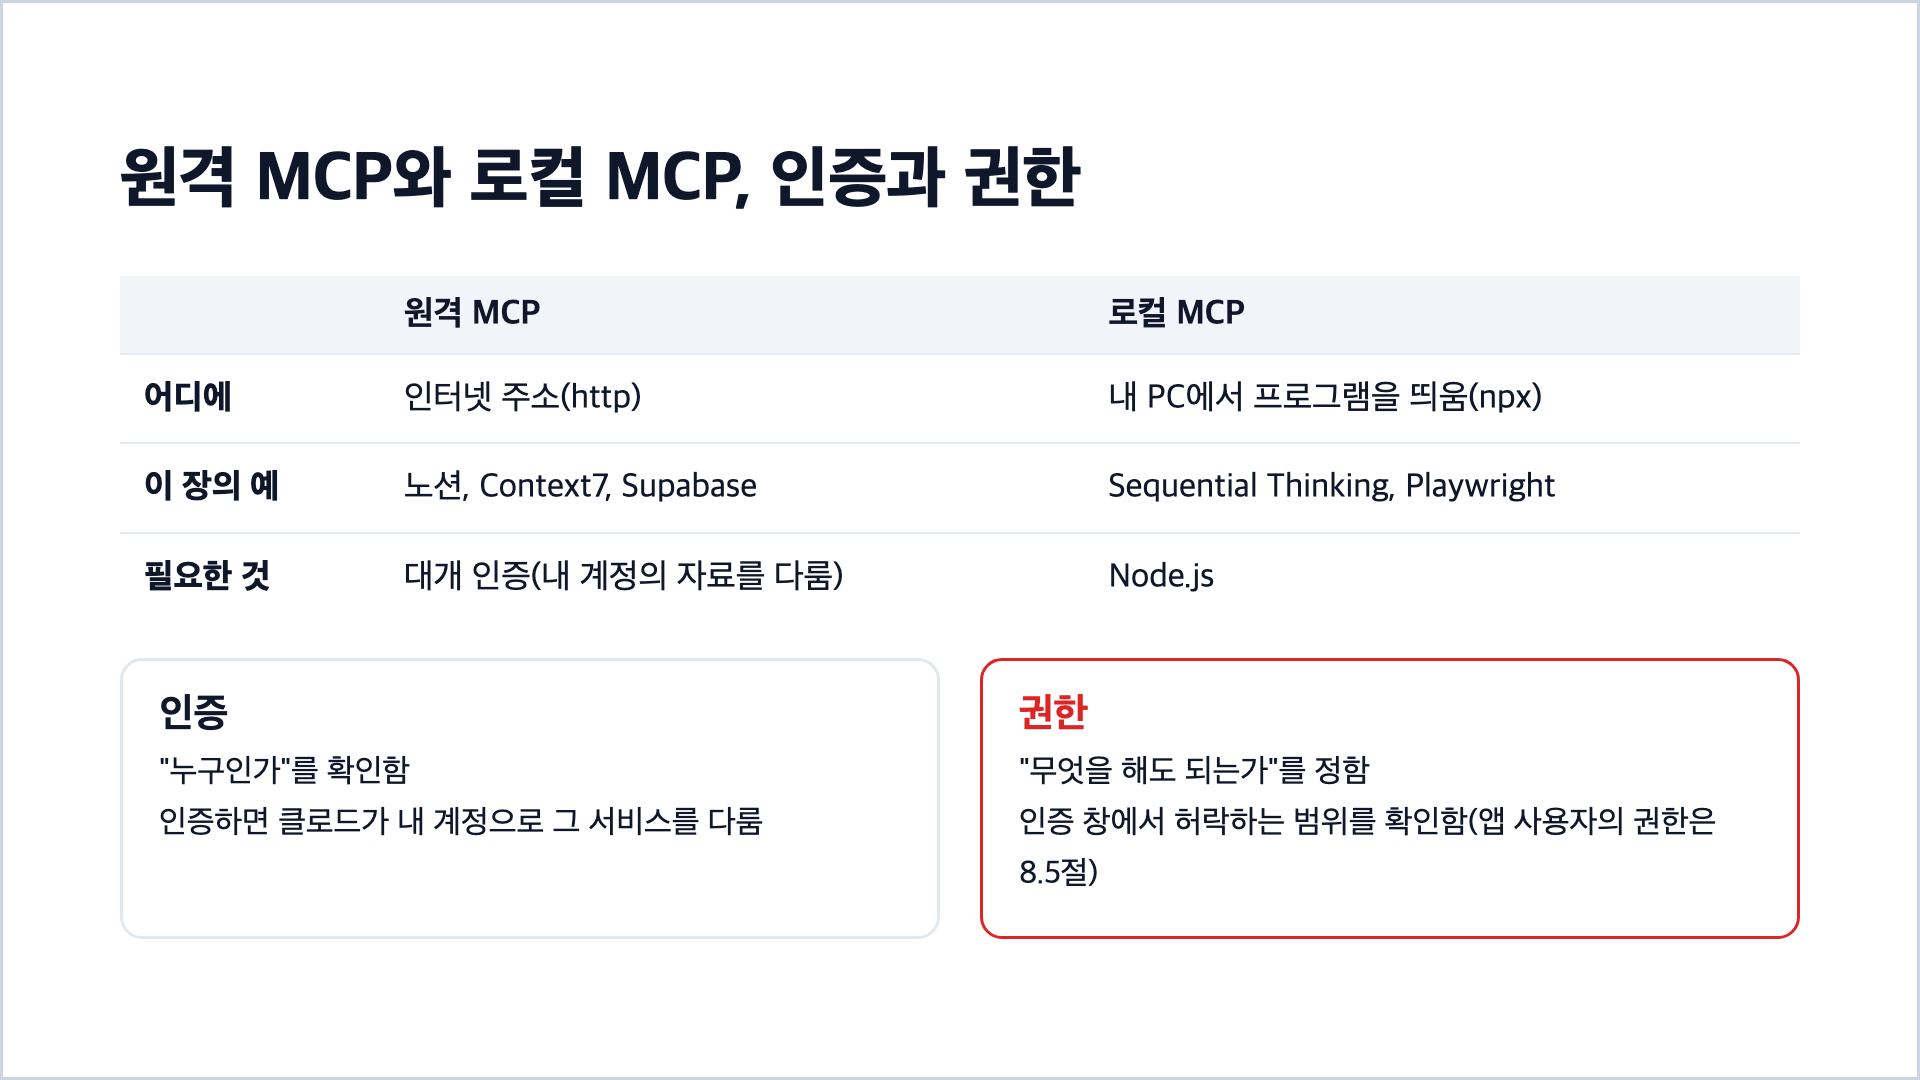 원격 MCP와 로컬 MCP, 인증과 권한
원격 MCP 로컬 MCP
어디에 인터넷 주소(http) 내 PC에서 프로그램을 띄움(npx)
이 장의 예 노션, Context7, Supabase Sequential Thinking, Playwright
필요한 것 대개 인증(내 계정의 자료를 다룸) Node.js
인증
"누구인가"를 확인함
인증하면 클로드가 내 계정으로 그 서비스를 다룸
권한
"무엇을 해도 되는가"를 정함
인증 창에서 허락하는 범위를 확인함(앱 사용자의 권한은
8.5절)